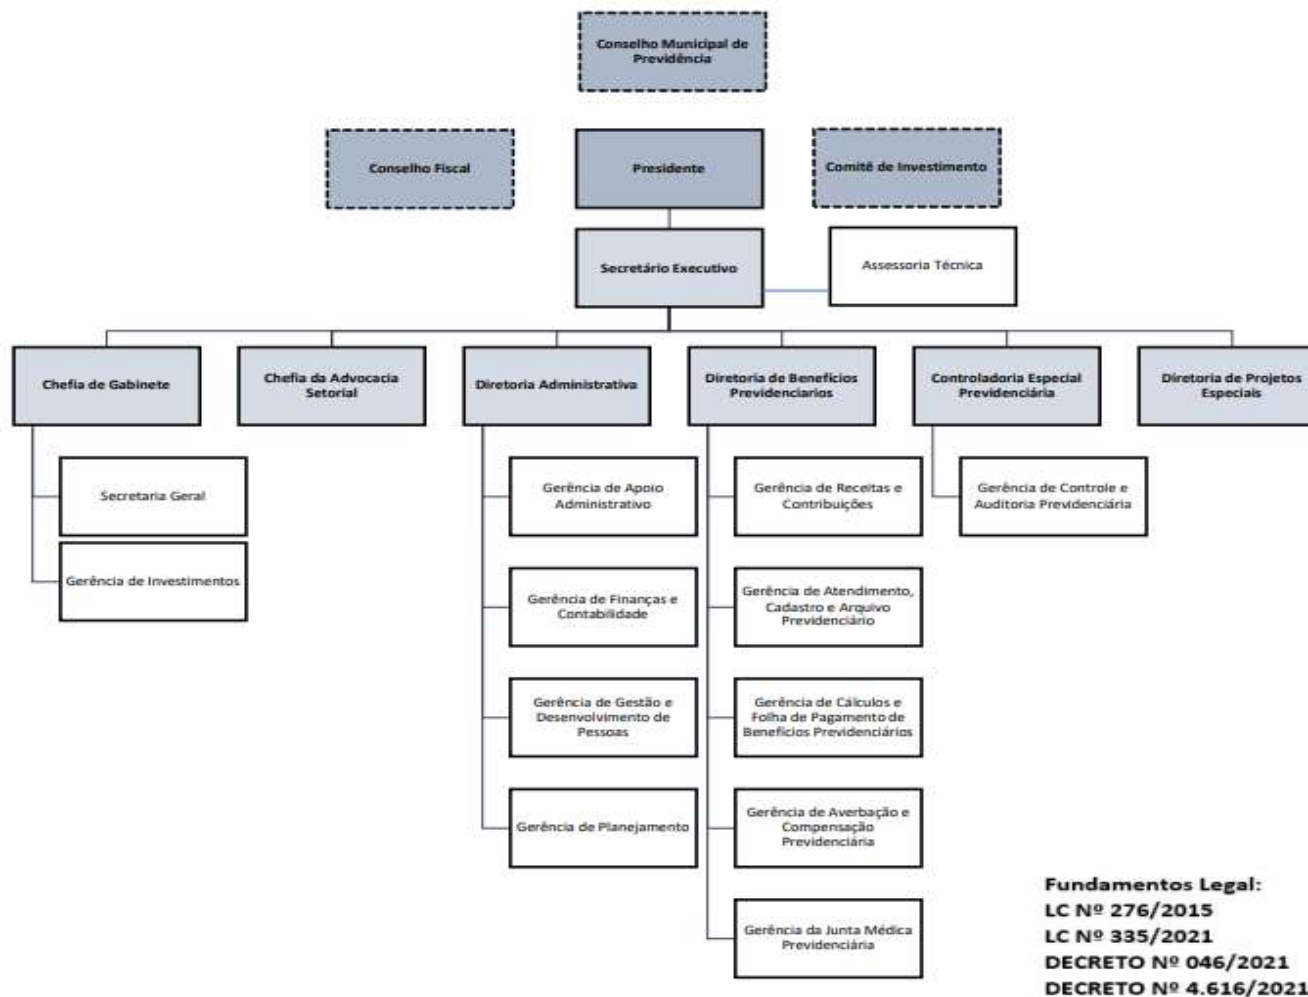 Conselho Municipal de
Previdência
Conselho Fiscal
Presidente
Comitê de Investimento
Secretário Executivo
Assessoria Técnica
Chefia de Gabinete
Chefia da Advocacia
Setorial
Diretoria Administrativa
Diretoria de Benefícios
Previdenciarios
Controladoria Especial
Previdenciária
Diretoria de Projetos
Especiais
Secretaria Geral
Gerência de Investimentos
Gerência de Apoio
Administrativo
Gerência de Finanças e
Contabilidade
Gerência de Gestão e
Desenvolvimento de
Pessoas
Gerência de Planejamento
Gerência de Receitas e
Contribuições
Gerência de Atendimento,
Cadastro e Arquivo
Previdenciário
Gerência de Cálculos e
Folha de Pagamento de
Benefícios Previdenciários
Gerência de Averbação e
Compensação
Previdenciária
Gerência da Junta Médica
Previdenciária
Gerência de Controle e
Auditoria Previdenciária
Fundamentos Legal:
LC Nº 276/2015
LC Nº 335/2021
DECRETO Nº 046/2021
DECRETO Nº 4.616/2021